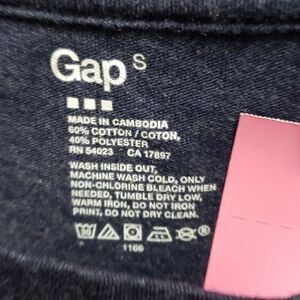 Gap S
MADE IN CAMBODIA
60% COTTON / COTON,
40% POLYESTER
RN 54023 CA 17897
WASH INSIDE OUT,
MACHINE WASH COLD, ONLY
NON-CHLORINE BLEACH WHEN
NEEDED, TUMBLE DRY LOW,
WARM IRON, DO NOT IRON
PRINT, DO NOT DRY CLEAN.
®
1166